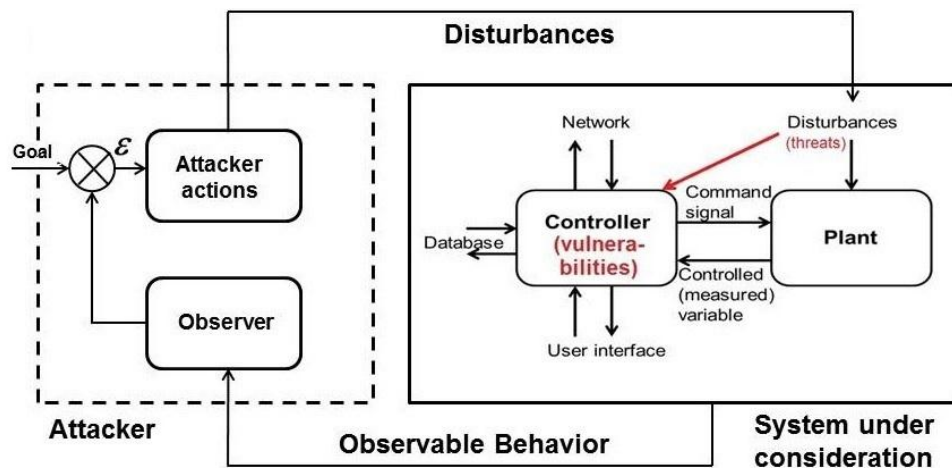 Disturbances
Goal
ε
Attacker
actions
Observer
Attacker
Observable Behavior
Network
Disturbances
(threats)
Database
Controller
(vulnera-
bilities)
Command
signal
Plant
Controlled
(measured)
variable
User interface
System under
consideration